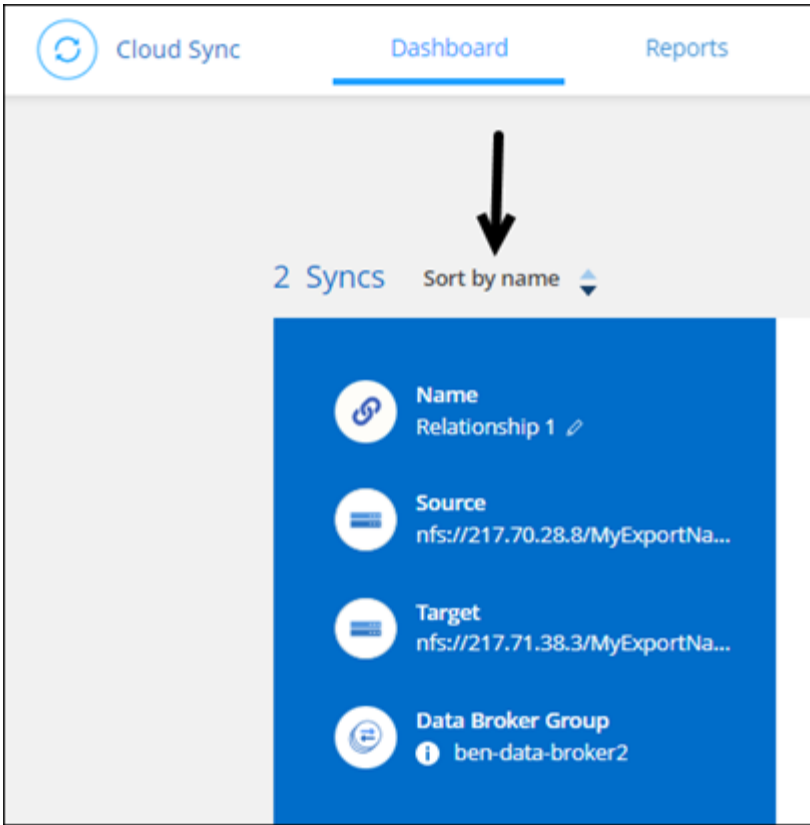 Cloud Sync
Dashboard
Reports
2 Syncs
Sort by name
Name
Relationship 1
Source
nfs://217.70.28.8/MyExportNa...
Target
nfs://217.71.38.3/MyExportNa...
Data Broker Group
ben-data-broker2